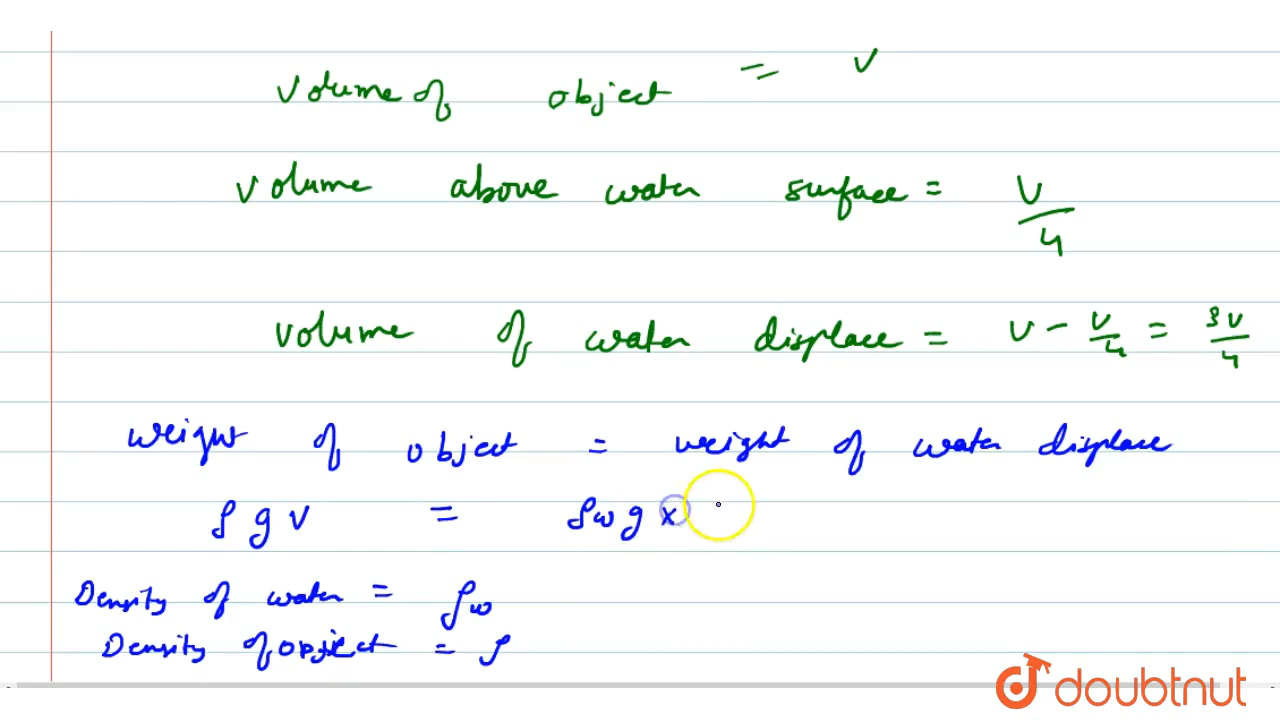 Volume of object = V
Volume above water surface = V/4
Volume of water displace = V - V/4 = 3V/4
weight of object = weight of water displace
ρ g V = ρw g x
Density of water = ρw
Density of object = ρ
doubtnut